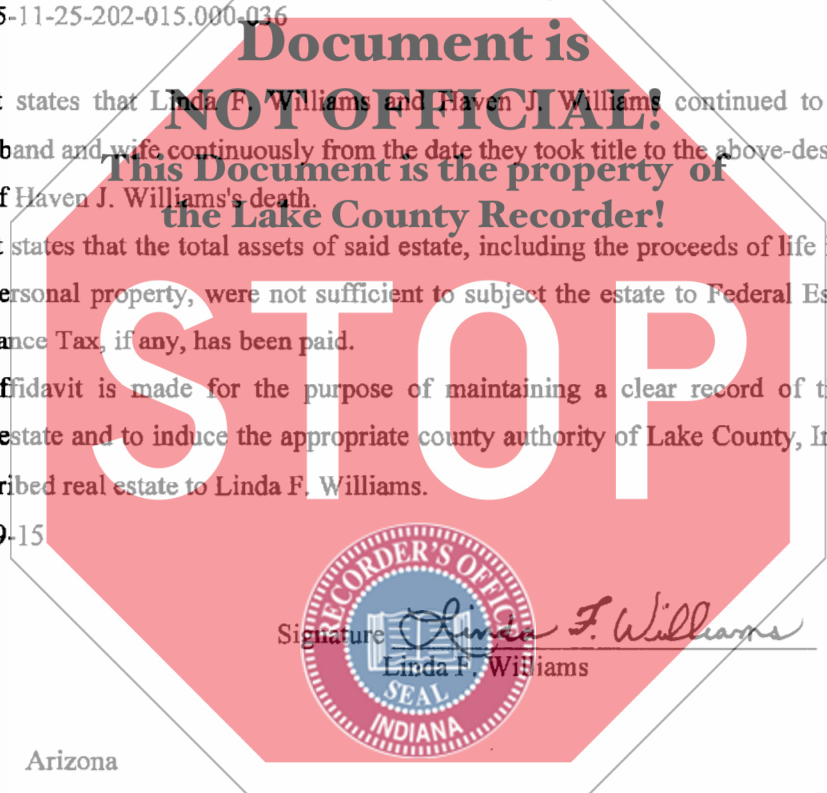 5-11-25-202-015.000-036
Document is
t states that Linda F. Williams and Haven J. Williams continued to
NOT OFFICIAL!
band and wife continuously from the date they took title to the above-des
This Document is the property of
f Haven J. Williams's death.
the Lake County Recorder!
t states that the total assets of said estate, including the proceeds of life
ersonal property, were not sufficient to subject the estate to Federal Es
STOP
ance Tax, if any, has been paid.
ffidavit is made for the purpose of maintaining a clear record of t
estate and to induce the appropriate county authority of Lake County, In
ribed real estate to Linda F. Williams.
9-15
RECORDER'S OFFICE
Signature Linda F. Williams
Linda F. Williams
SEAL
INDIANA
Arizona